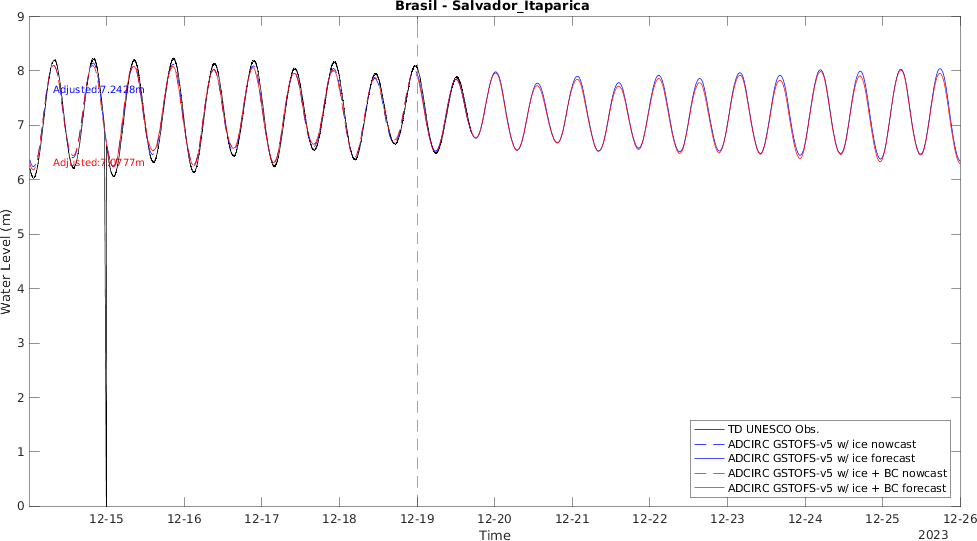 Brasil - Salvador_Itaparica
9
8
7
6
5
4
3
2
1
0
Water Level (m)
Adjusted:7.2428m
Adjusted:7.0777m
TD UNESCO Obs.
ADCIRC GSTOFS-v5 w/ ice nowcast
ADCIRC GSTOFS-v5 w/ ice forecast
ADCIRC GSTOFS-v5 w/ ice + BC nowcast
ADCIRC GSTOFS-v5 w/ ice + BC forecast
12-15 12-16 12-17 12-18 12-19 12-20 12-21 12-22 12-23 12-24 12-25 12-26
Time
2023